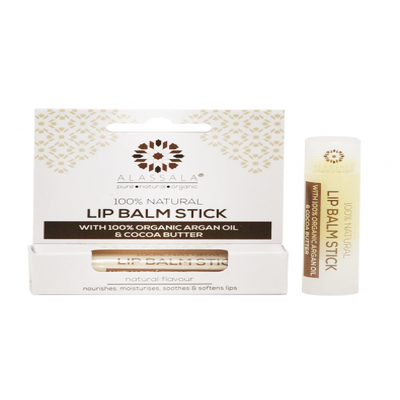 ALASSALA®
pure • natural • organic
100% NATURAL
LIP BALM STICK
WITH 100% ORGANIC ARGAN OIL
& COCOA BUTTER
LIP BALM STICK
natural flavour
nourishes, moisturises, soothes & softens lips
100% NATURAL
LIP BALM STICK
WITH 100% ORGANIC ARGAN OIL
& COCOA BUTTER